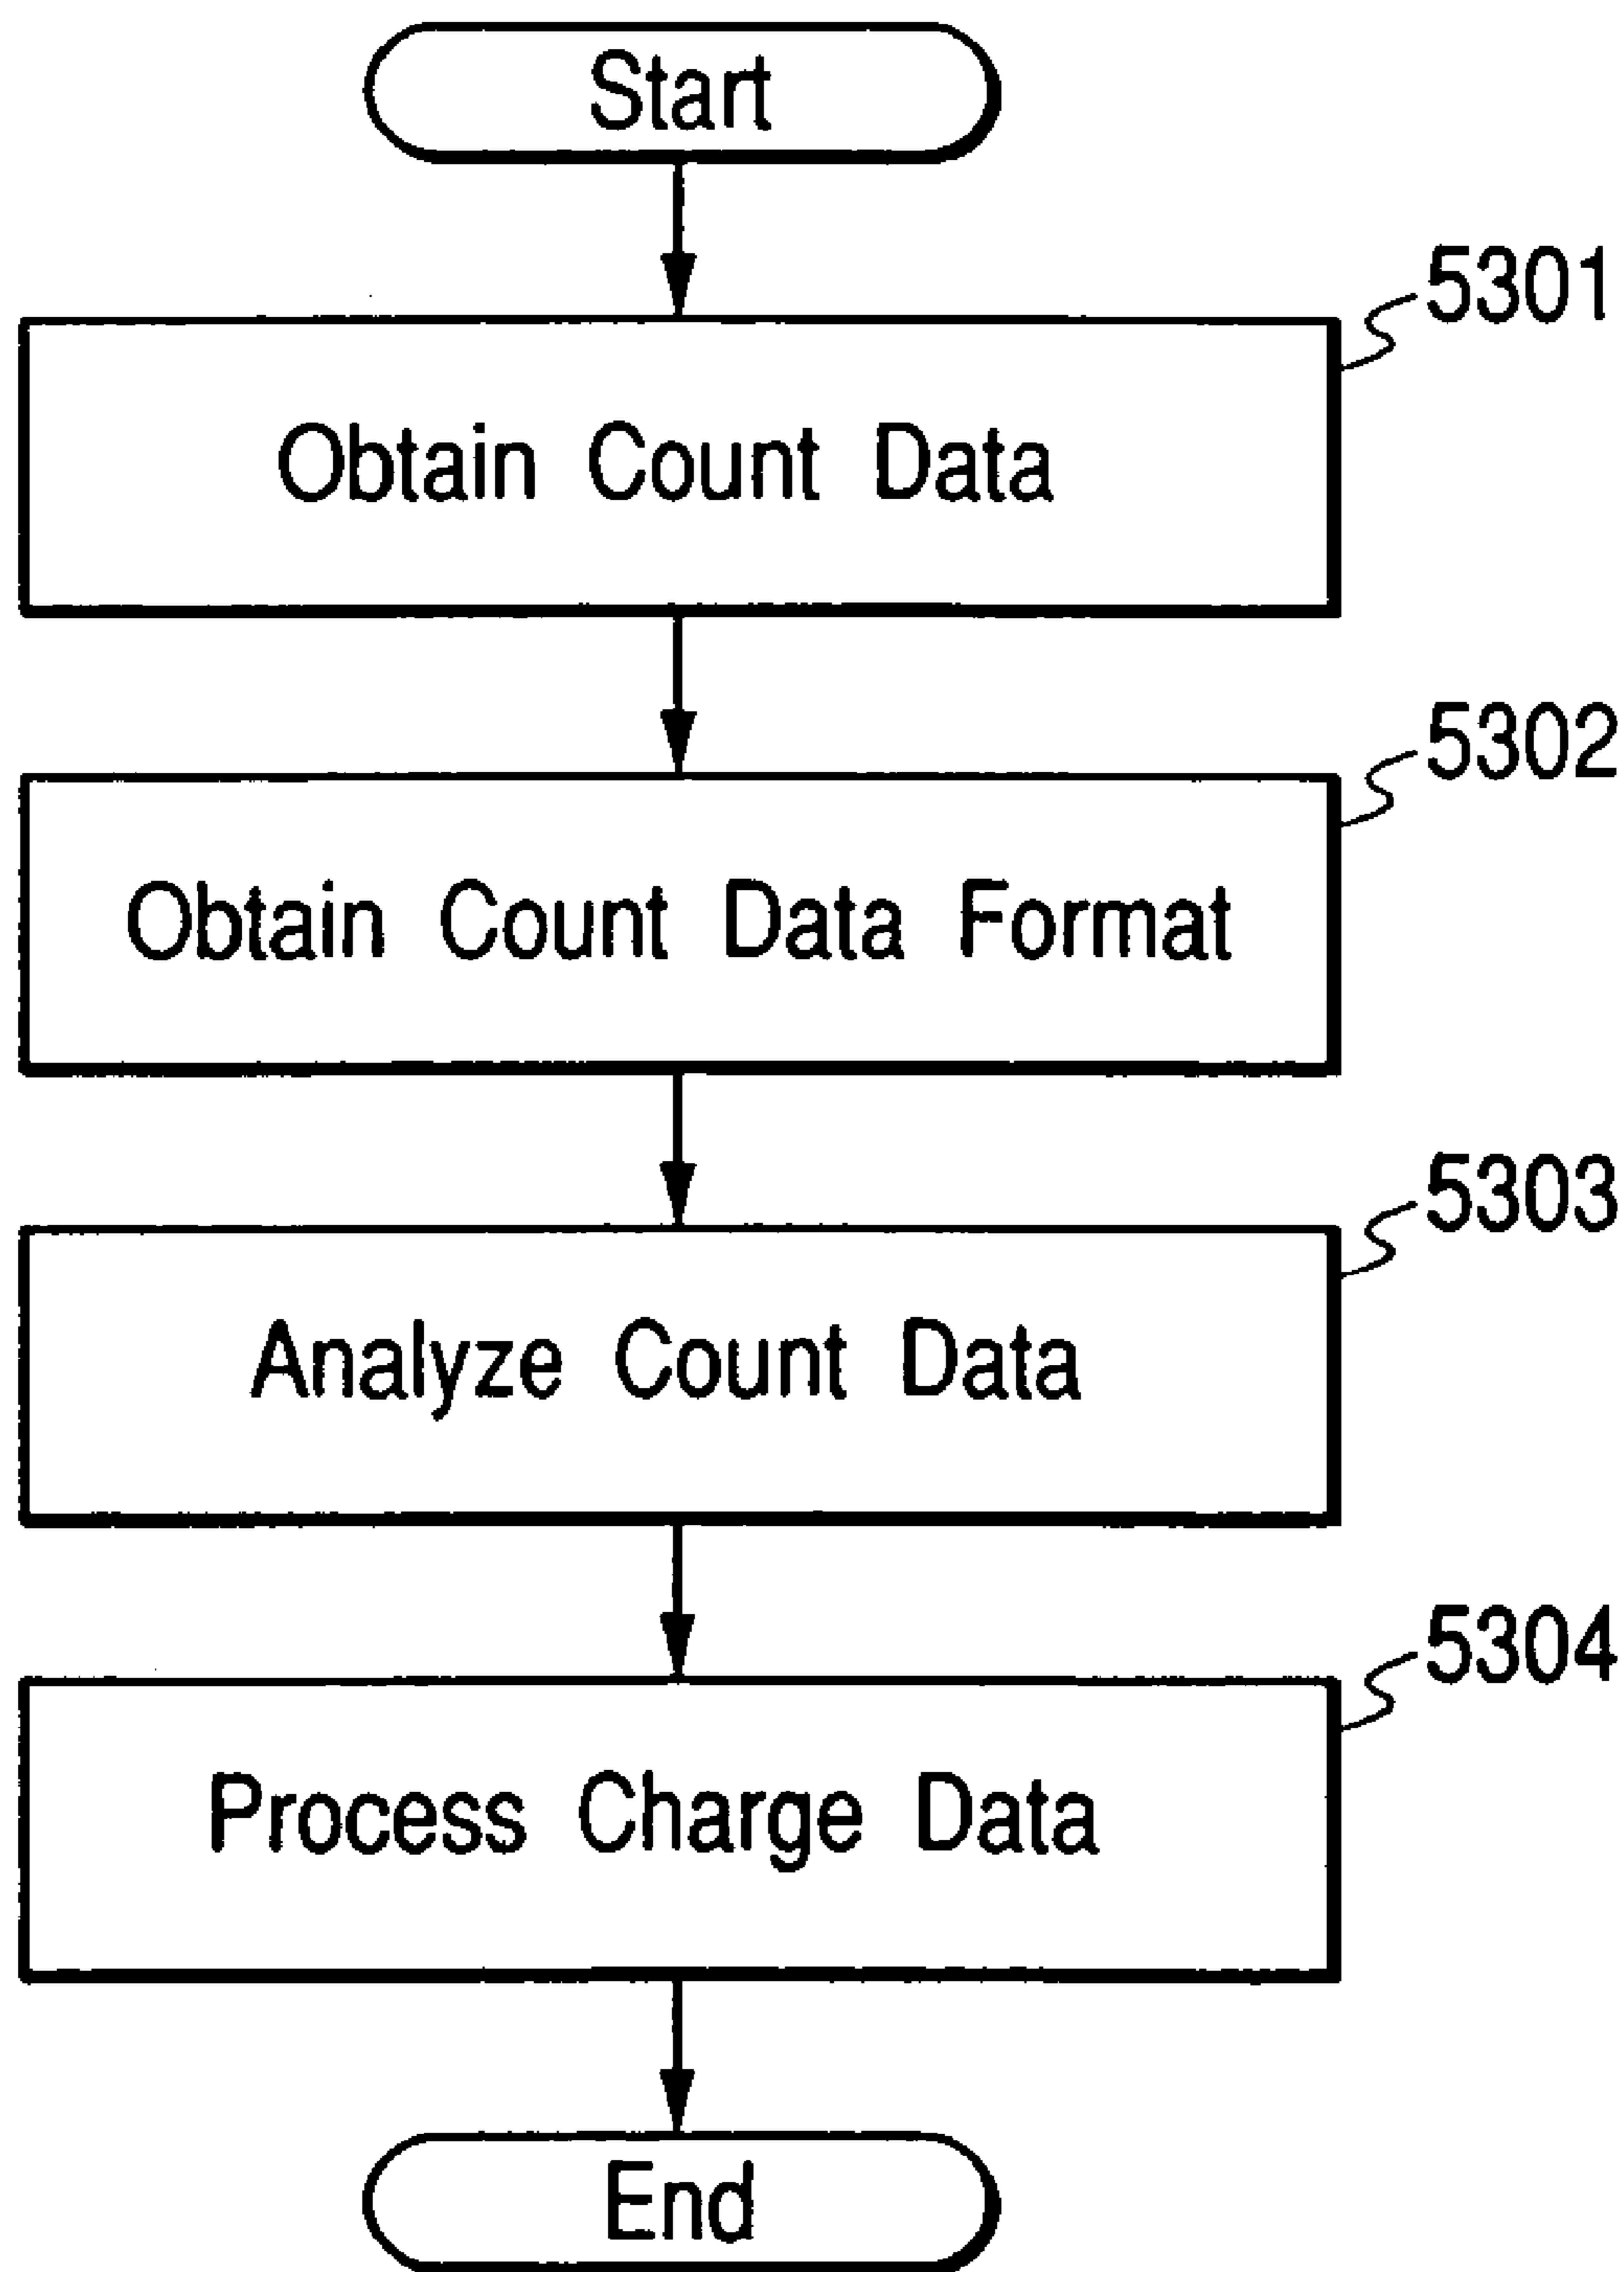 Start
5301
Obtain Count Data
5302
Obtain Count Data Format
5303
Analyze Count Data
5304
Process Charge Data
End